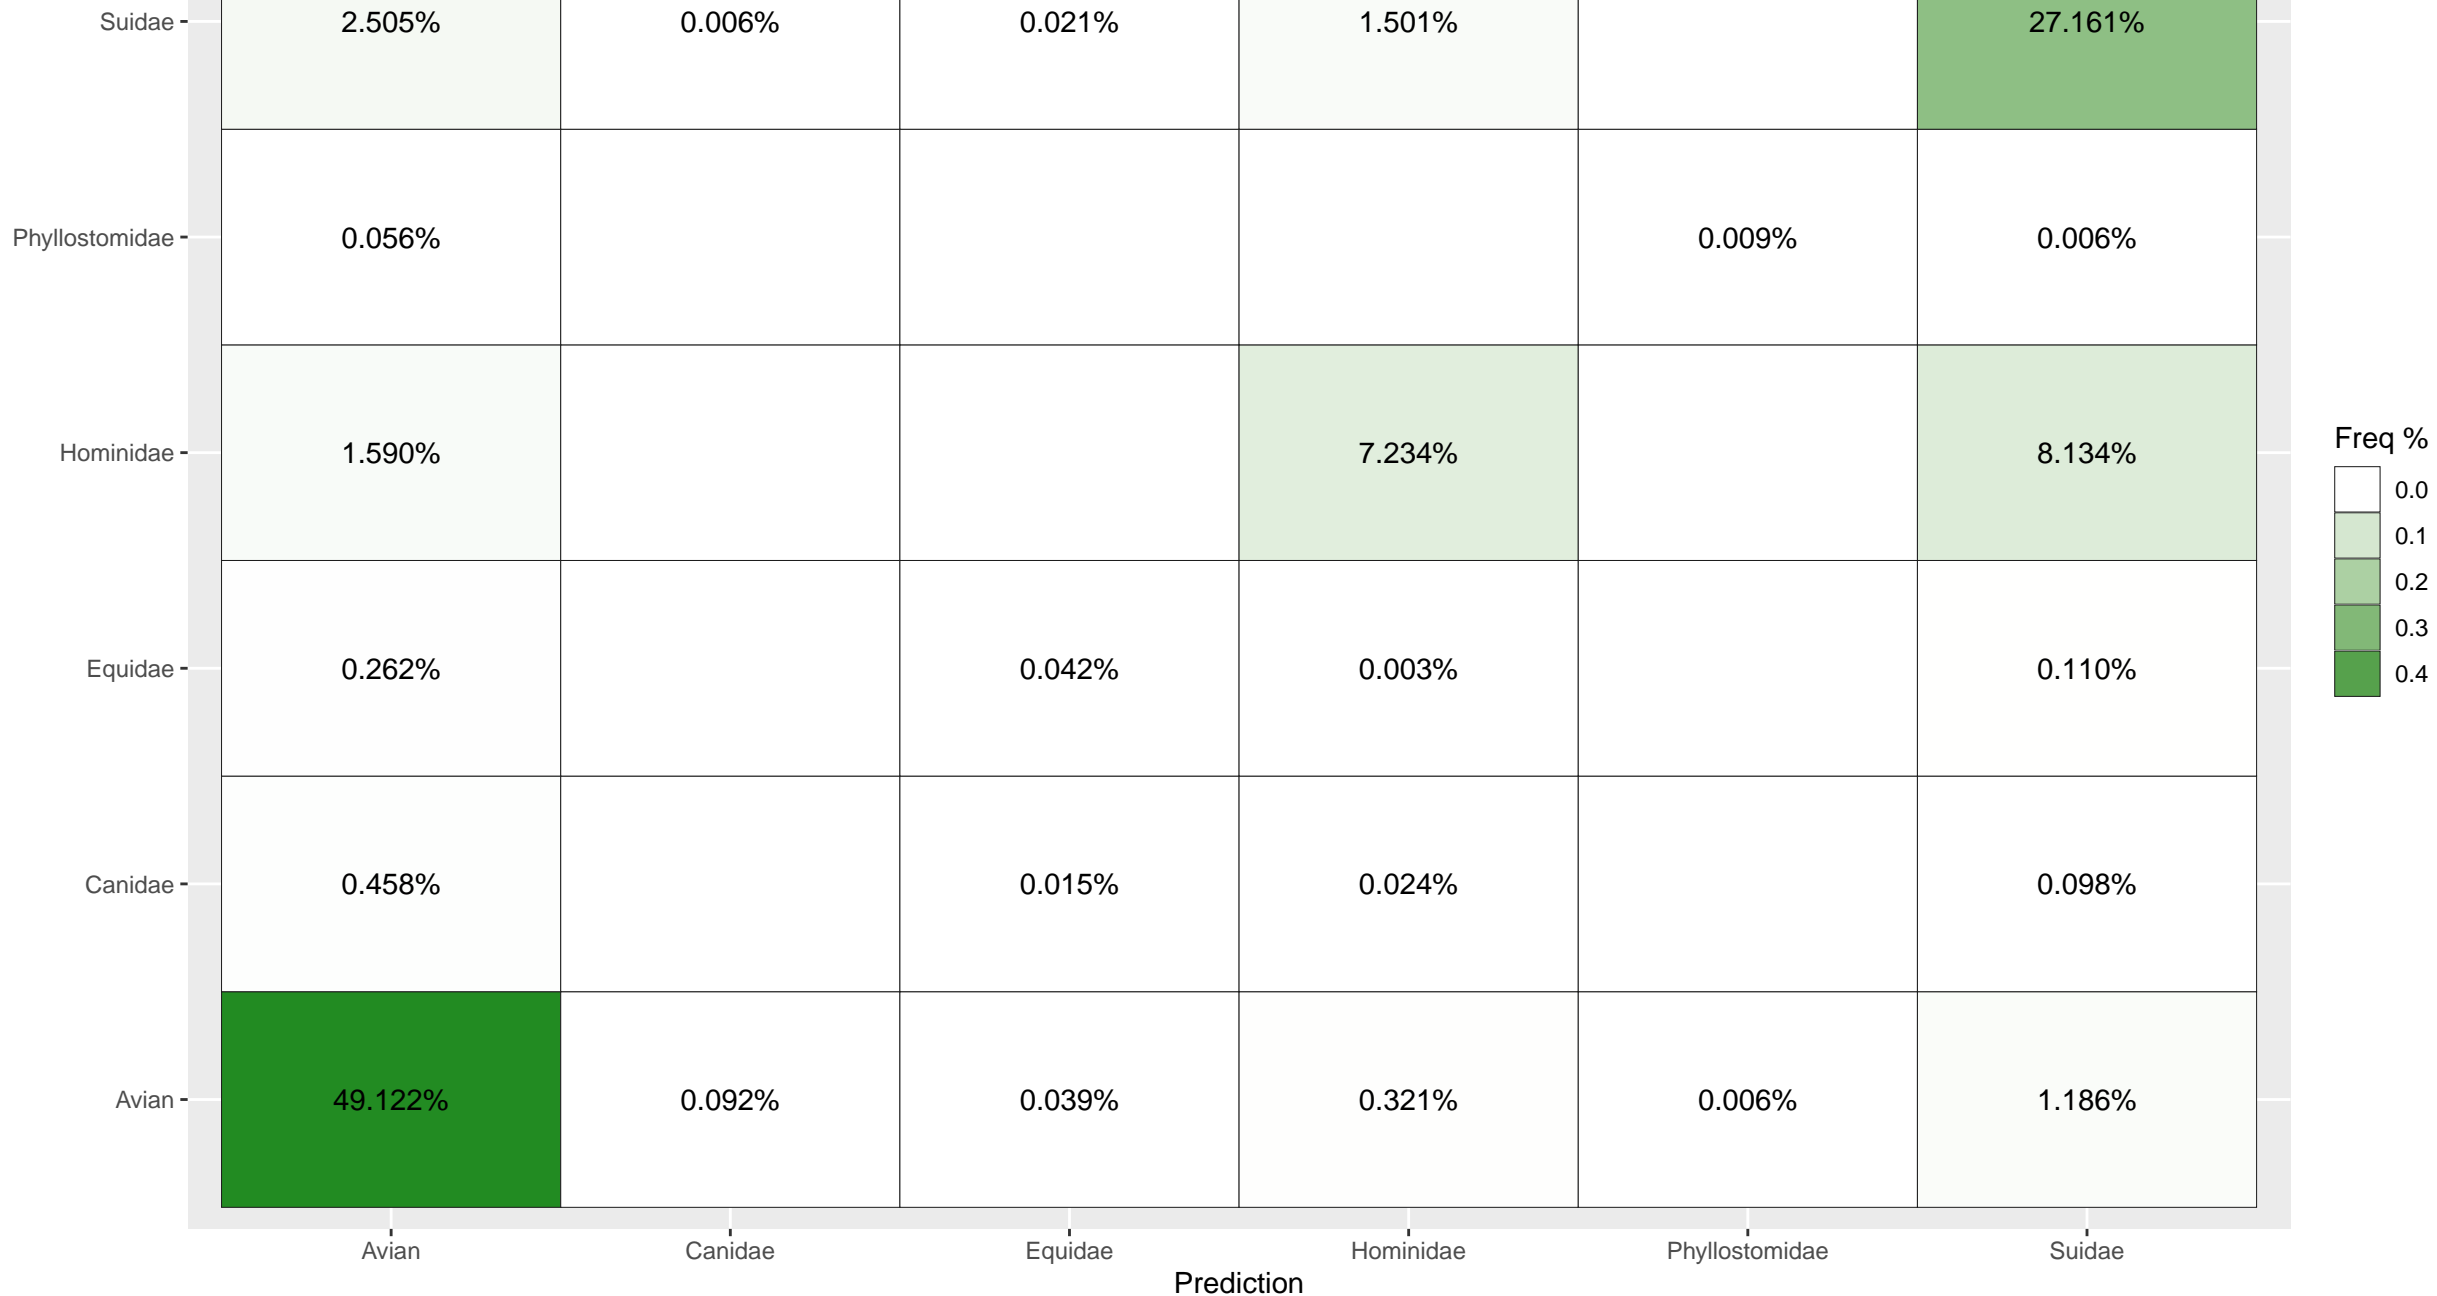 Suidae 2.505% 0.006% 0.021% 1.501% 27.161%
Phyllostomidae 0.056% 0.009% 0.006%
Hominidae 1.590% 7.234% 8.134%
Equidae 0.262% 0.042% 0.003% 0.110%
Canidae 0.458% 0.015% 0.024% 0.098%
Avian 49.122% 0.092% 0.039% 0.321% 0.006% 1.186%
Avian Canidae Equidae Hominidae Phyllostomidae Suidae
Prediction
Freq %
0.0
0.1
0.2
0.3
0.4